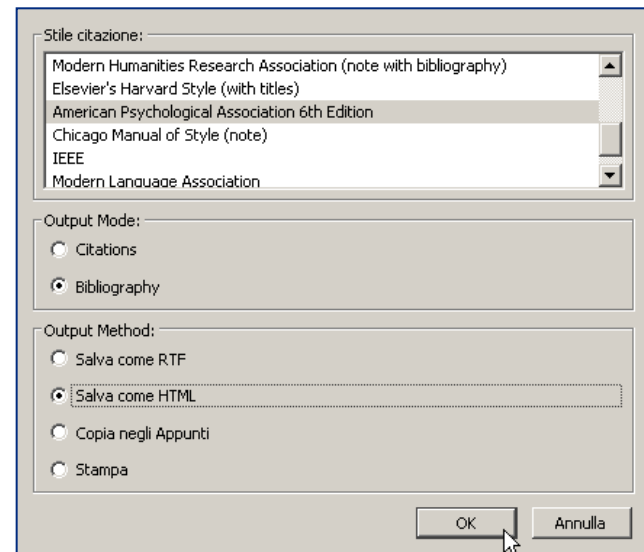 Stile citazione:
Modern Humanities Research Association (note with bibliography)
Elsevier's Harvard Style (with titles)
American Psychological Association 6th Edition
Chicago Manual of Style (note)
IEEE
Modern Language Association
Output Mode:
Citations
Bibliography
Output Method:
Salva come RTF
Salva come HTML
Copia negli Appunti
Stampa
OK Annulla